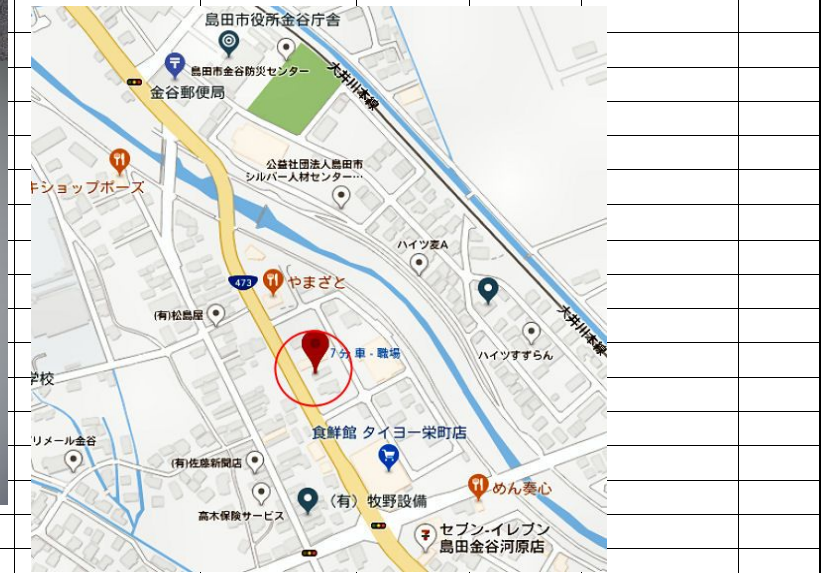 島田市役所金谷庁舎
島田市金谷防災センター
金谷郵便局
大井川本線
公益社団法人島田市
シルバー人材センター…
キショップボーズ
ハイツ麦A
473
やまざと
(有)松島屋
大井川本線
ハイツすずらん
7分 車 - 職場
学校
食鮮館 タイヨー栄町店
リメール金谷
(有)佐藤新聞店
めん奏心
高木保険サービス
(有) 牧野設備
セブン-イレブン
島田金谷河原店